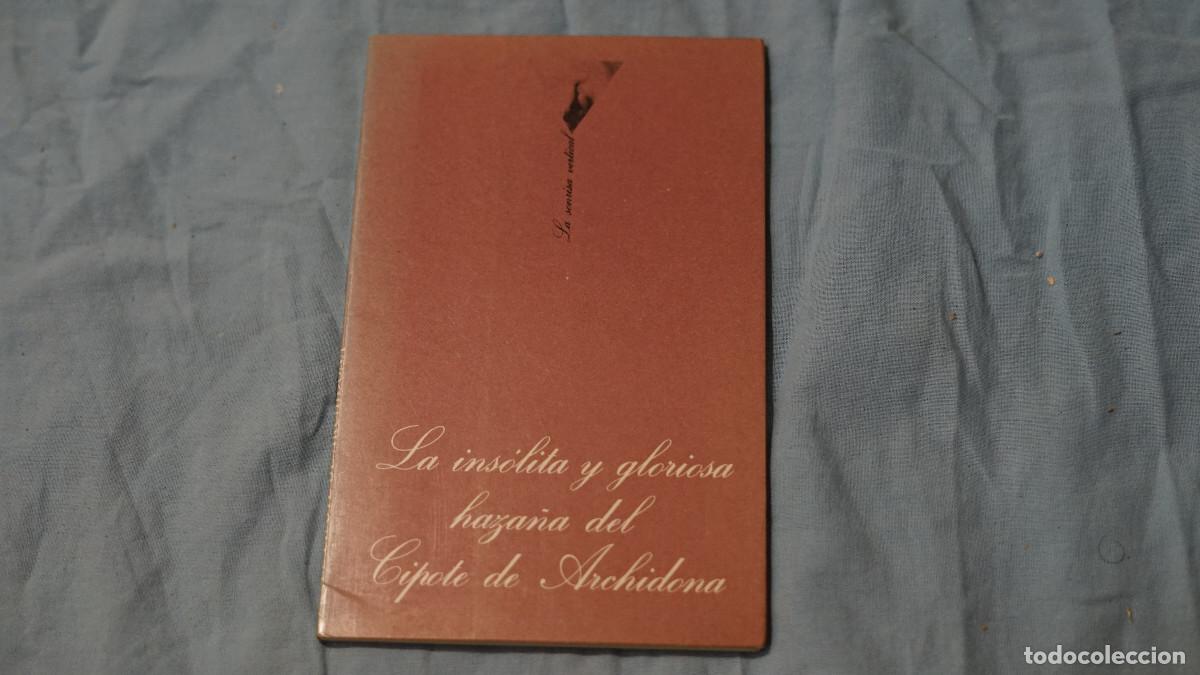 La sonrisa vertical
La insólita y gloriosa
hazaña del
Cipote de Archidona
todocoleccion